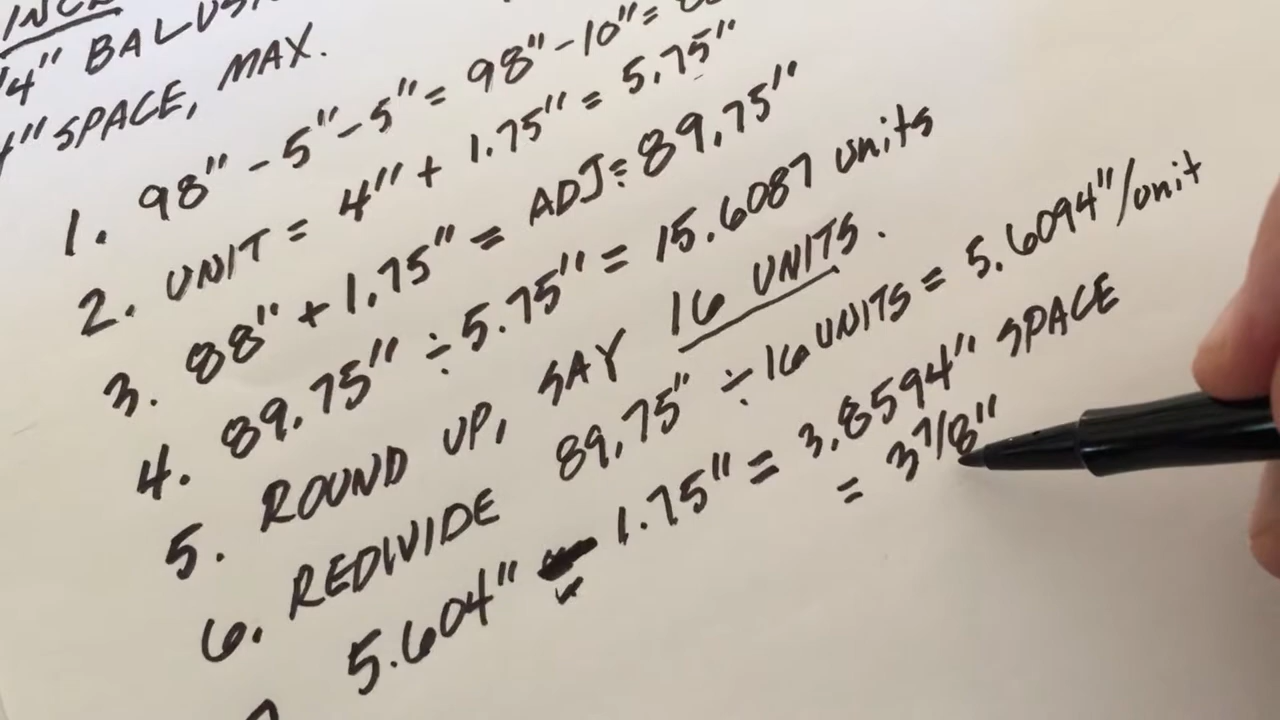 /4" BALUS
4" SPACE, MAX.
1. 98" - 5" - 5" = 98" - 10" =
2. UNIT = 4" + 1.75" = 5.75"
3. 88" + 1.75" = ADJ: 89.75"
4. 89.75" ÷ 5.75" = 15.6087 units
5. ROUND UP, SAY 16 UNITS.
6. REDIVIDE 89.75" ÷ 16 UNITS = 5.6094"/unit
5.604" - 1.75" = 3.8594" SPACE
= 3 7/8"